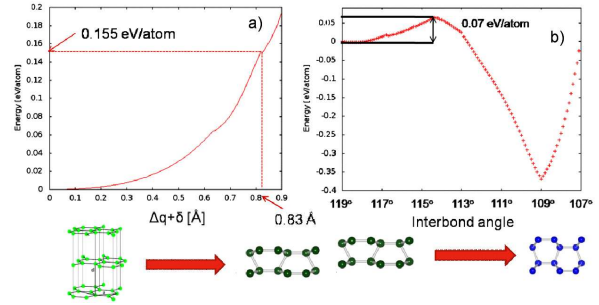 a)
0.155 eV/atom
Energy [eV/atom]
0.2
0.18
0.16
0.14
0.12
0.1
0.08
0.06
0.04
0.02
0
0 0.1 0.2 0.3 0.4 0.5 0.6 0.7 0.8 0.9
Δq+δ [Å]
0.83 Å
b)
0.07 eV/atom
Energy [eV/atom]
0.05
0
-0.05
-0.1
-0.15
-0.2
-0.25
-0.3
-0.35
-0.4
119° 117° 115° 113° 111° 109° 107°
Interbond angle